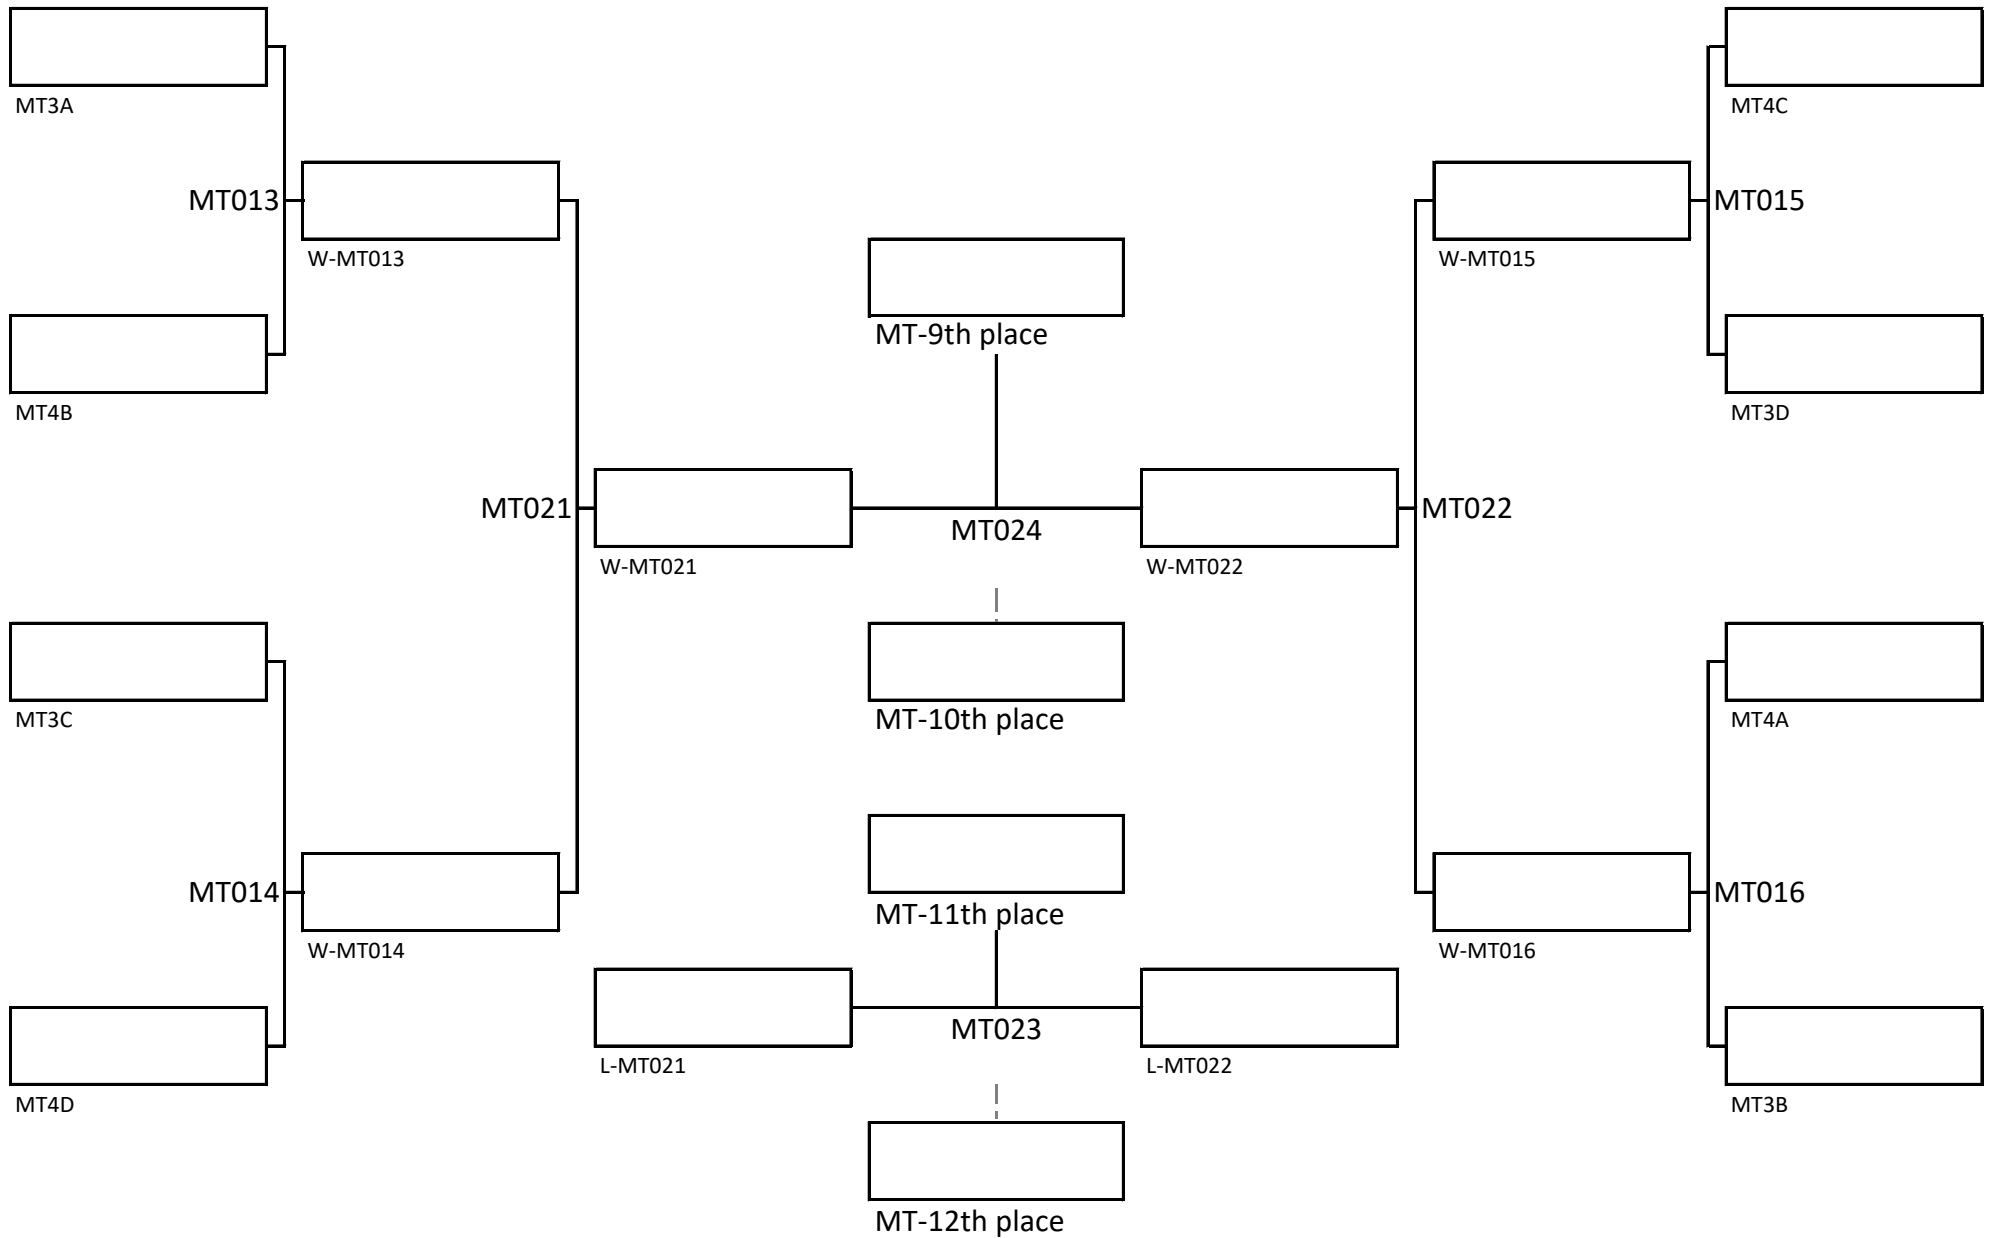 MT3A
MT4C
MT013
MT015
W-MT013
W-MT015
MT-9th place
MT4B
MT3D
MT021
MT024
MT022
W-MT021
W-MT022
MT3C
MT-10th place
MT4A
MT014
MT-11th place
MT016
W-MT014
W-MT016
MT023
L-MT021
L-MT022
MT4D
MT3B
MT-12th place